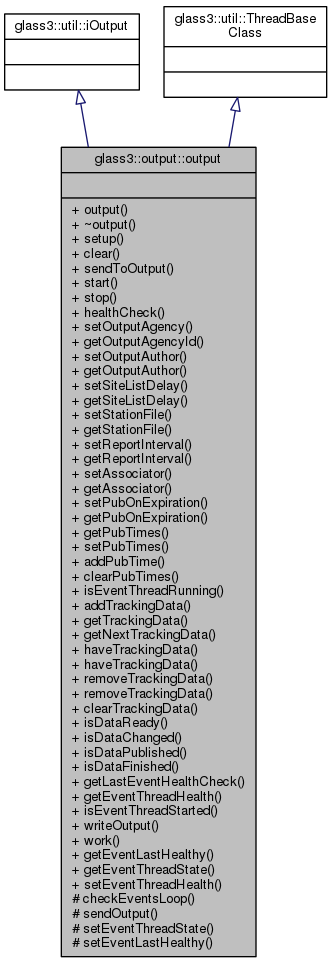 glass3::util::iOutput
glass3::util::ThreadBase
Class
glass3::output::output
+ output()
+ ~output()
+ setup()
+ clear()
+ sendToOutput()
+ start()
+ stop()
+ healthCheck()
+ setOutputAgency()
+ getOutputAgencyId()
+ setOutputAuthor()
+ getOutputAuthor()
+ setSiteListDelay()
+ getSiteListDelay()
+ setStationFile()
+ getStationFile()
+ setReportInterval()
+ getReportInterval()
+ setAssociator()
+ getAssociator()
+ setPubOnExpiration()
+ getPubOnExpiration()
+ getPubTimes()
+ setPubTimes()
+ addPubTime()
+ clearPubTimes()
+ isEventThreadRunning()
+ addTrackingData()
+ getTrackingData()
+ getNextTrackingData()
+ haveTrackingData()
+ haveTrackingData()
+ removeTrackingData()
+ removeTrackingData()
+ clearTrackingData()
+ isDataReady()
+ isDataChanged()
+ isDataPublished()
+ isDataFinished()
+ getLastEventHealthCheck()
+ getEventThreadHealth()
+ isEventThreadStarted()
+ writeOutput()
+ work()
+ getEventLastHealthy()
+ getEventThreadState()
+ setEventThreadHealth()
# checkEventsLoop()
# sendOutput()
# setEventThreadState()
# setEventLastHealthy()